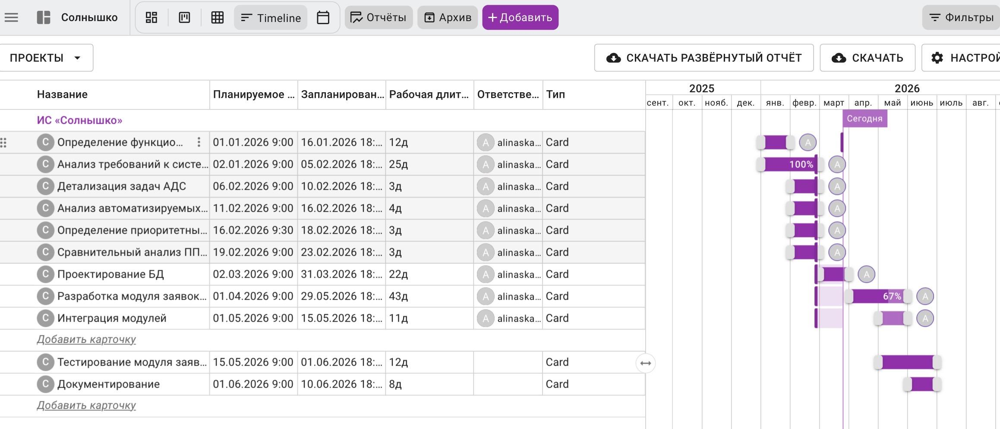 Солнышко Timeline Отчёты Архив + Добавить Фильтры
ПРОЕКТЫ СКАЧАТЬ РАЗВЁРНУТЫЙ ОТЧЁТ СКАЧАТЬ НАСТРОЙ
Название Планируемое ... Запланирован... Рабочая длит... Ответстве... Тип 2025 2026
сент. окт. нояб. дек. янв. февр. март апр. май июнь июль авг.
ИС «Солнышко» Сегодня
C Определение функцио... 01.01.2026 9:00 16.01.2026 18:... 12д A alinaska... Card A
C Анализ требований к систе... 02.01.2026 9:00 05.02.2026 18:... 25д A alinaska... Card 100% A
C Детализация задач АДС 06.02.2026 9:00 10.02.2026 18:... 3д A alinaska... Card A
C Анализ автоматизируемых... 11.02.2026 9:00 16.02.2026 18:... 4д A alinaska... Card A
C Определение приоритетны... 16.02.2026 9:30 18.02.2026 18:... 3д A alinaska... Card A
C Сравнительный анализ ПП... 19.02.2026 9:00 23.02.2026 18:... 3д A alinaska... Card A
C Проектирование БД 02.03.2026 9:00 31.03.2026 18:... 22д A alinaska... Card A
C Разработка модуля заявок... 01.04.2026 9:00 29.05.2026 18:... 43д A alinaska... Card 67% A
C Интеграция модулей 01.05.2026 9:00 15.05.2026 18:... 11д A alinaska... Card A
Добавить карточку
C Тестирование модуля заяв... 15.05.2026 9:00 01.06.2026 18:... 12д Card
C Документирование 01.06.2026 9:00 10.06.2026 18:... 8д Card
Добавить карточку